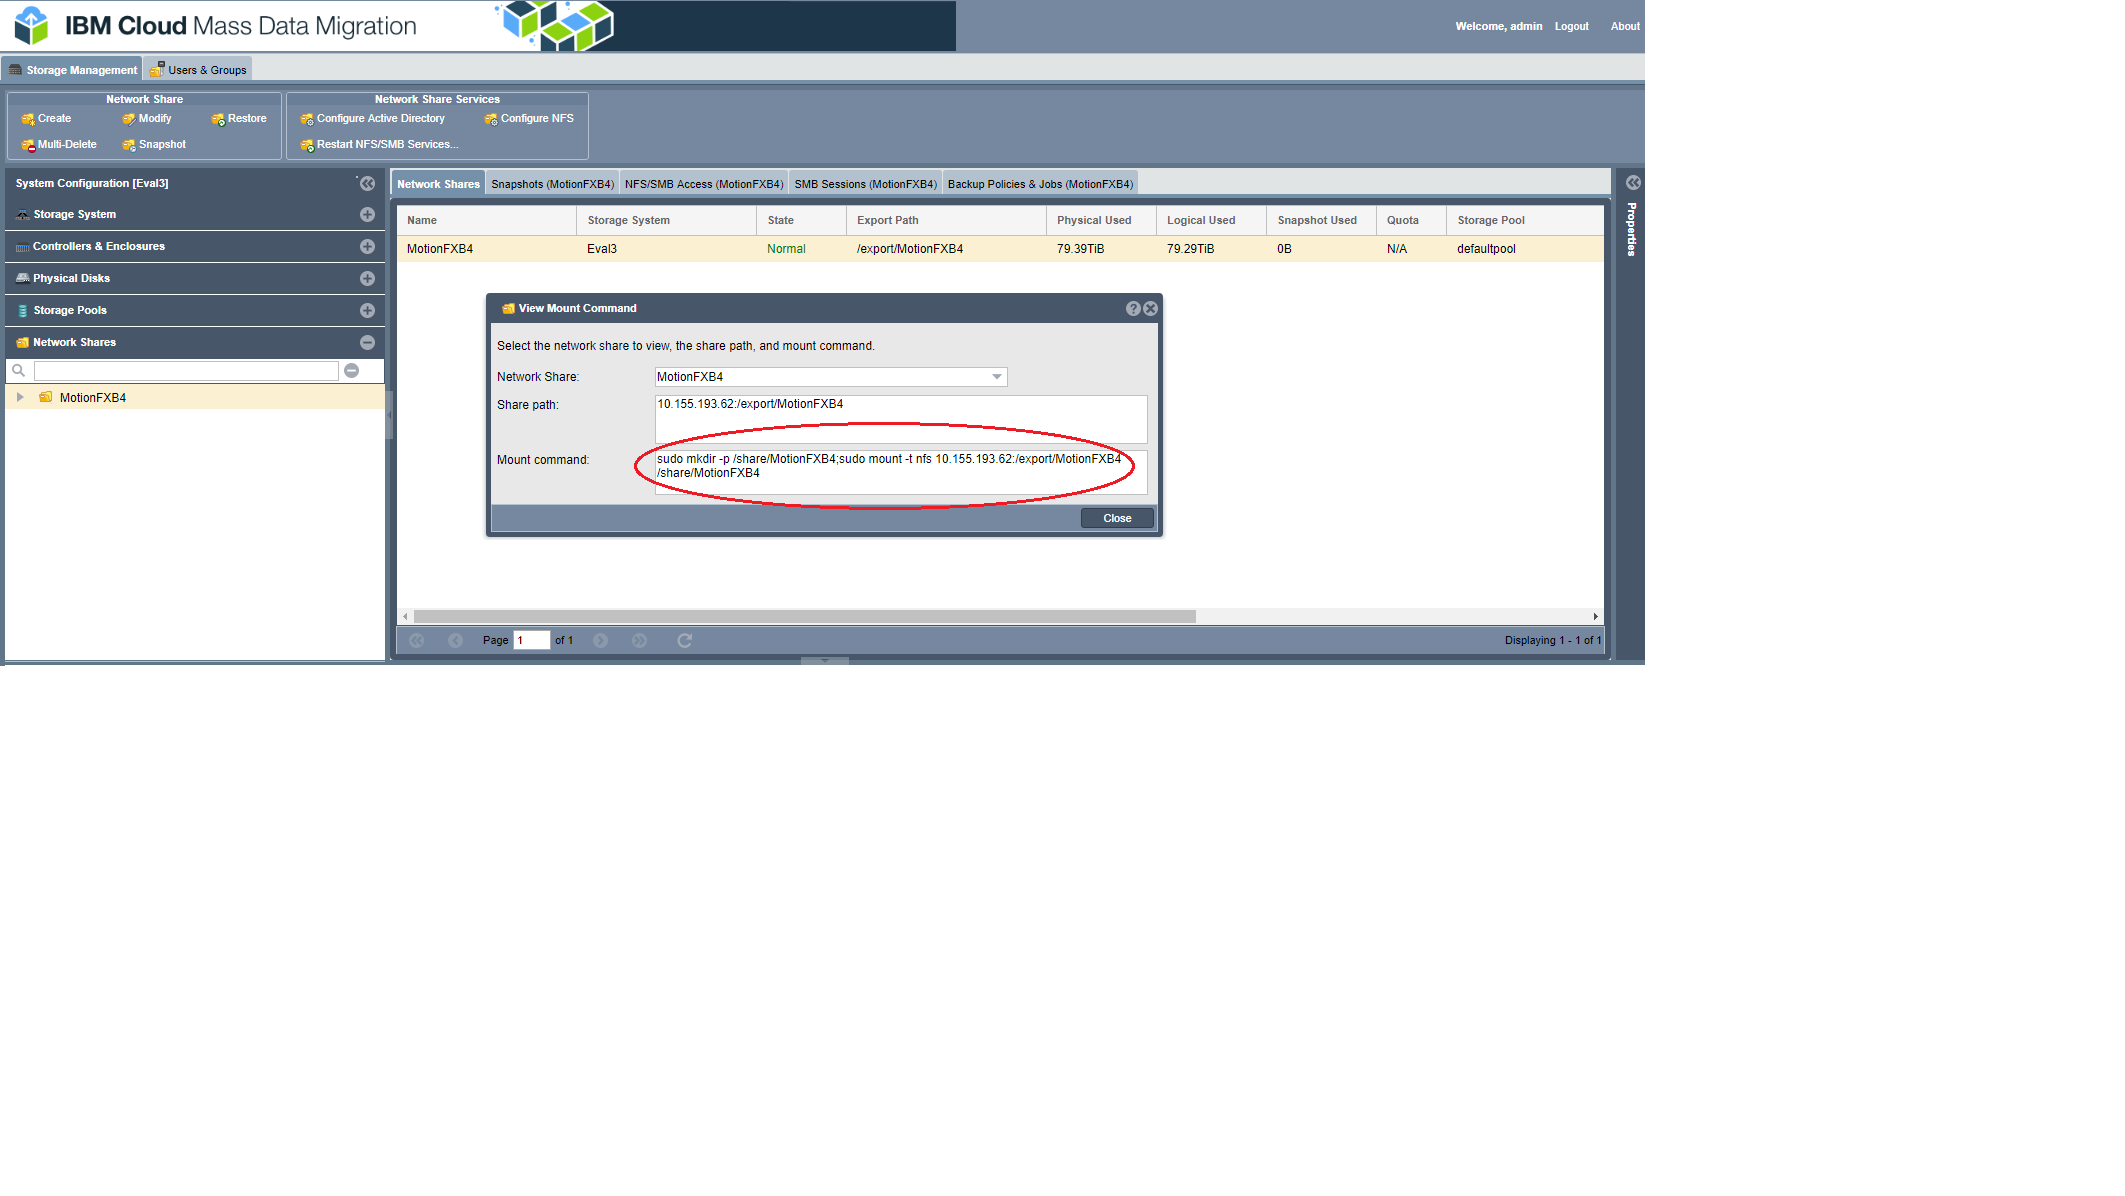 IBM Cloud Mass Data Migration
Welcome, admin Logout About
Storage Management Users & Groups
Network Share
Create Modify Restore
Multi-Delete Snapshot
Network Share Services
Configure Active Directory Configure NFS
Restart NFS/SMB Services...
System Configuration [Eval3]
Storage System
Controllers & Enclosures
Physical Disks
Storage Pools
Network Shares
MotionFXB4
Network Shares Snapshots (MotionFXB4) NFS/SMB Access (MotionFXB4) SMB Sessions (MotionFXB4) Backup Policies & Jobs (MotionFXB4)
Name Storage System State Export Path Physical Used Logical Used Snapshot Used Quota Storage Pool
MotionFXB4 Eval3 Normal /export/MotionFXB4 79.39TiB 79.29TiB 0B N/A defaultpool
View Mount Command
Select the network share to view, the share path, and mount command.
Network Share: MotionFXB4
Share path: 10.155.193.62:/export/MotionFXB4
Mount command: sudo mkdir -p /share/MotionFXB4;sudo mount -t nfs 10.155.193.62:/export/MotionFXB4
/share/MotionFXB4
Close
Page 1 of 1
Displaying 1 - 1 of 1
Properties